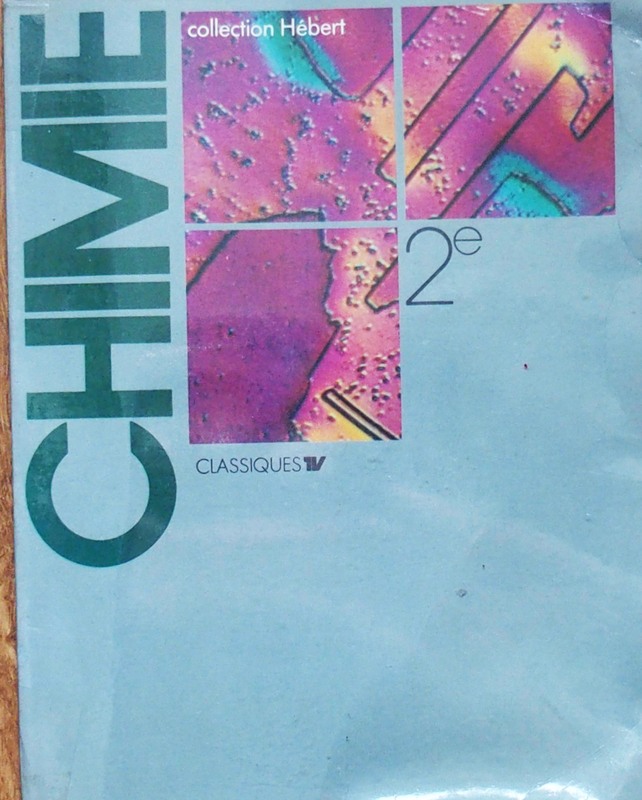 collection Hébert
CHIMIE
2e
CLASSIQUES